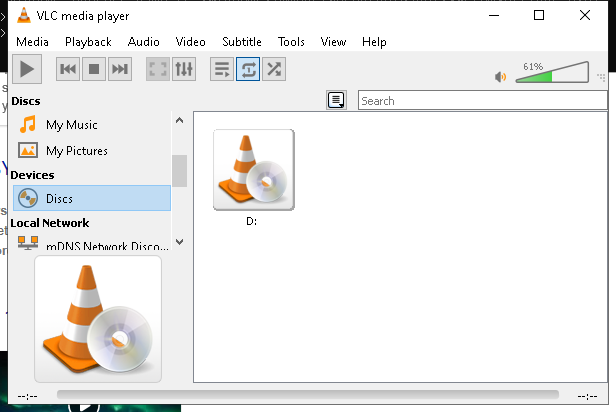 VLC media player
Media Playback Audio Video Subtitle Tools View Help
61%
Discs
Search
My Music
My Pictures
Devices
Discs
D:
Local Network
mDNS Network Disco...
--:--
--:--